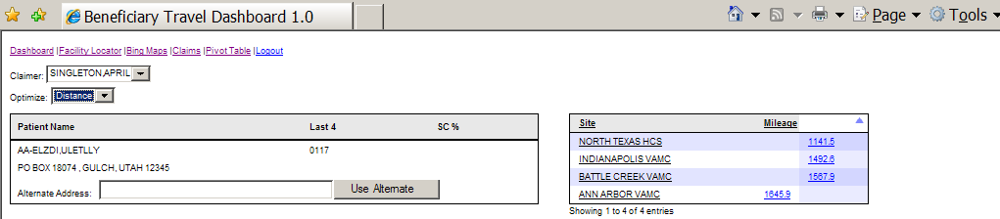 Beneficiary Travel Dashboard 1.0
Page Tools
Dashboard |Facility Locator |Bing Maps |Claims |Pivot Table |Logout
Claimer: SINGLETON,APRIL
Optimize: Distance
Patient Name Last 4 SC %
AA-ELZDI,ULETLLY 0117
PO BOX 18074 , GULCH, UTAH 12345
Alternate Address: Use Alternate
Site Mileage
NORTH TEXAS HCS 1141.5
INDIANAPOLIS VAMC 1492.6
BATTLE CREEK VAMC 1567.9
ANN ARBOR VAMC 1645.9
Showing 1 to 4 of 4 entries